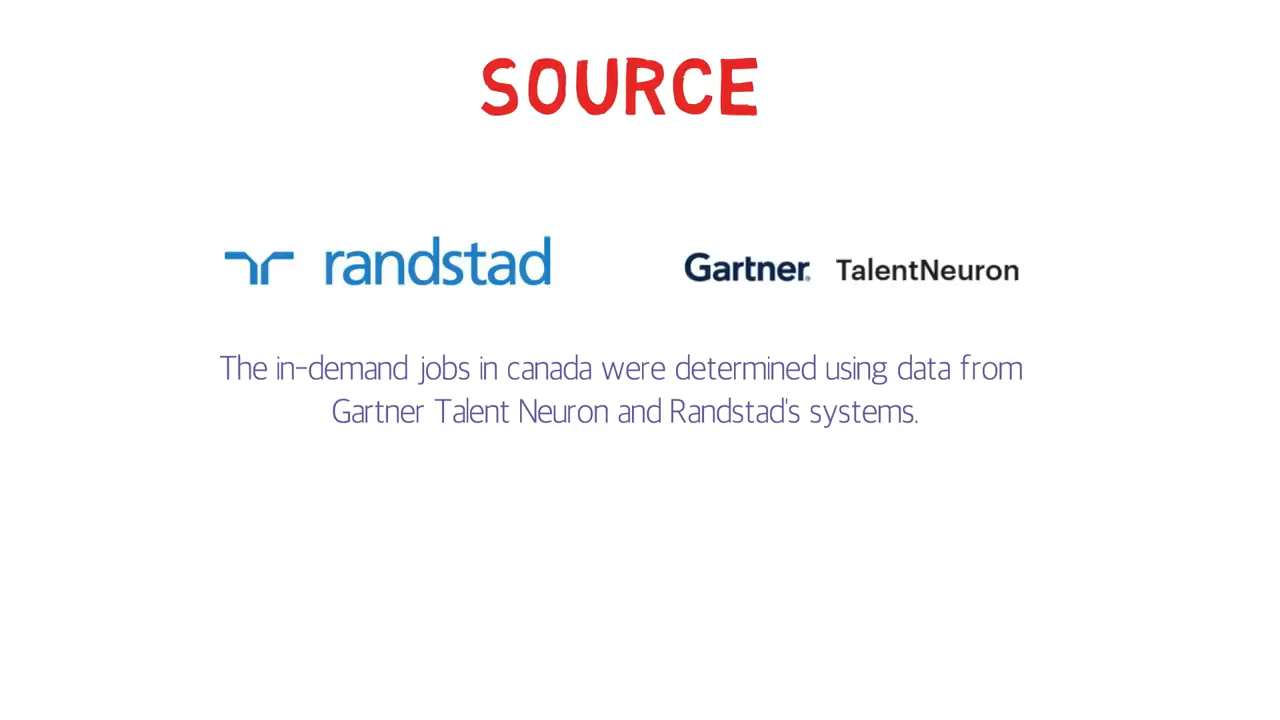 SOURCE
randstad
Gartner® TalentNeuron
The in-demand jobs in canada were determined using data from
Gartner Talent Neuron and Randstad's systems.